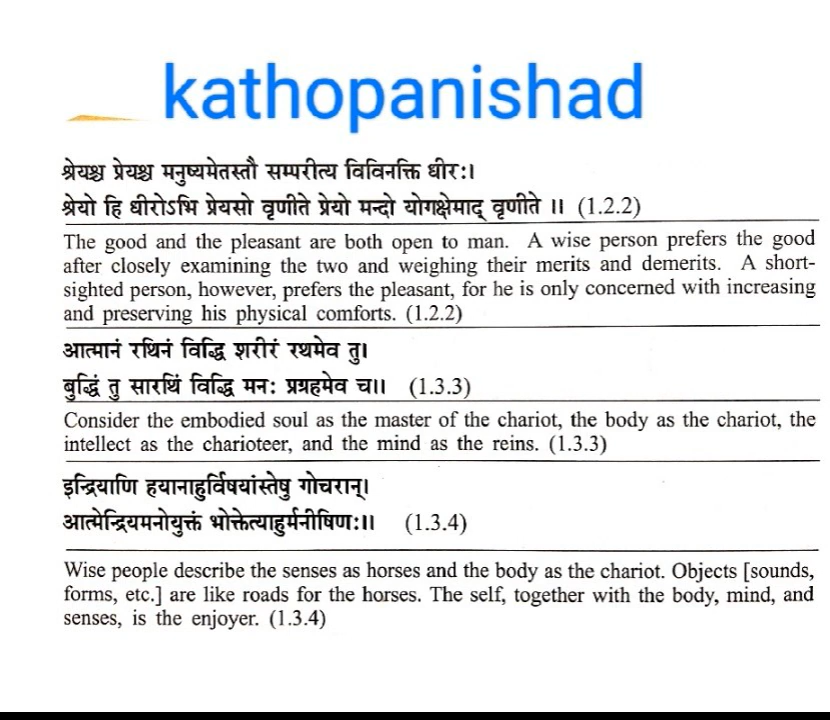 kathopanishad
श्रेयश्च प्रेयश्च मनुष्यमेतस्तौ सम्परीत्य विविनक्ति धीरः।
श्रेयो हि धीरोऽभि प्रेयसो वृणीते प्रेयो मन्दो योगक्षेमाद् वृणीते ॥ (1.2.2)
The good and the pleasant are both open to man. A wise person prefers the good
after closely examining the two and weighing their merits and demerits. A short-
sighted person, however, prefers the pleasant, for he is only concerned with increasing
and preserving his physical comforts. (1.2.2)
आत्मानं रथिनं विद्धि शरीरं रथमेव तु।
बुद्धिं तु सारथिं विद्धि मनः प्रग्रहमेव च॥ (1.3.3)
Consider the embodied soul as the master of the chariot, the body as the chariot, the
intellect as the charioteer, and the mind as the reins. (1.3.3)
इन्द्रियाणि हयानाहुर्विषयांस्तेषु गोचरान्।
आत्मेन्द्रियमनोयुक्तं भोक्तेत्याहुर्मनीषिणः॥ (1.3.4)
Wise people describe the senses as horses and the body as the chariot. Objects [sounds,
forms, etc.] are like roads for the horses. The self, together with the body, mind, and
senses, is the enjoyer. (1.3.4)